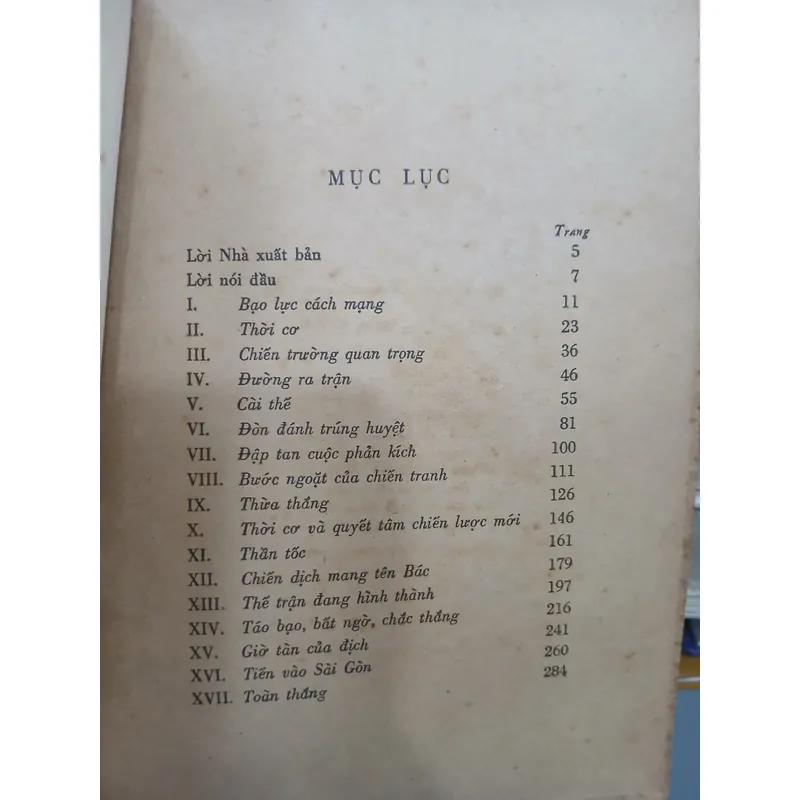 MỤC LỤC
Trang
Lời Nhà xuất bản 5
Lời nói đầu 7
I. Bạo lực cách mạng 11
II. Thời cơ 23
III. Chiến trường quan trọng 36
IV. Đường ra trận 46
V. Cài thế 55
VI. Đòn đánh trúng huyệt 81
VII. Đập tan cuộc phản kích 100
VIII. Bước ngoặt của chiến tranh 111
IX. Thừa thắng 126
X. Thời cơ và quyết tâm chiến lược mới 146
XI. Thần tốc 161
XII. Chiến dịch mang tên Bác 179
XIII. Thế trận đang hình thành 197
XIV. Táo bạo, bất ngờ, chắc thắng 216
XV. Giờ tàn của địch 241
XVI. Tiến vào Sài Gòn 260
XVII. Toàn thắng 284